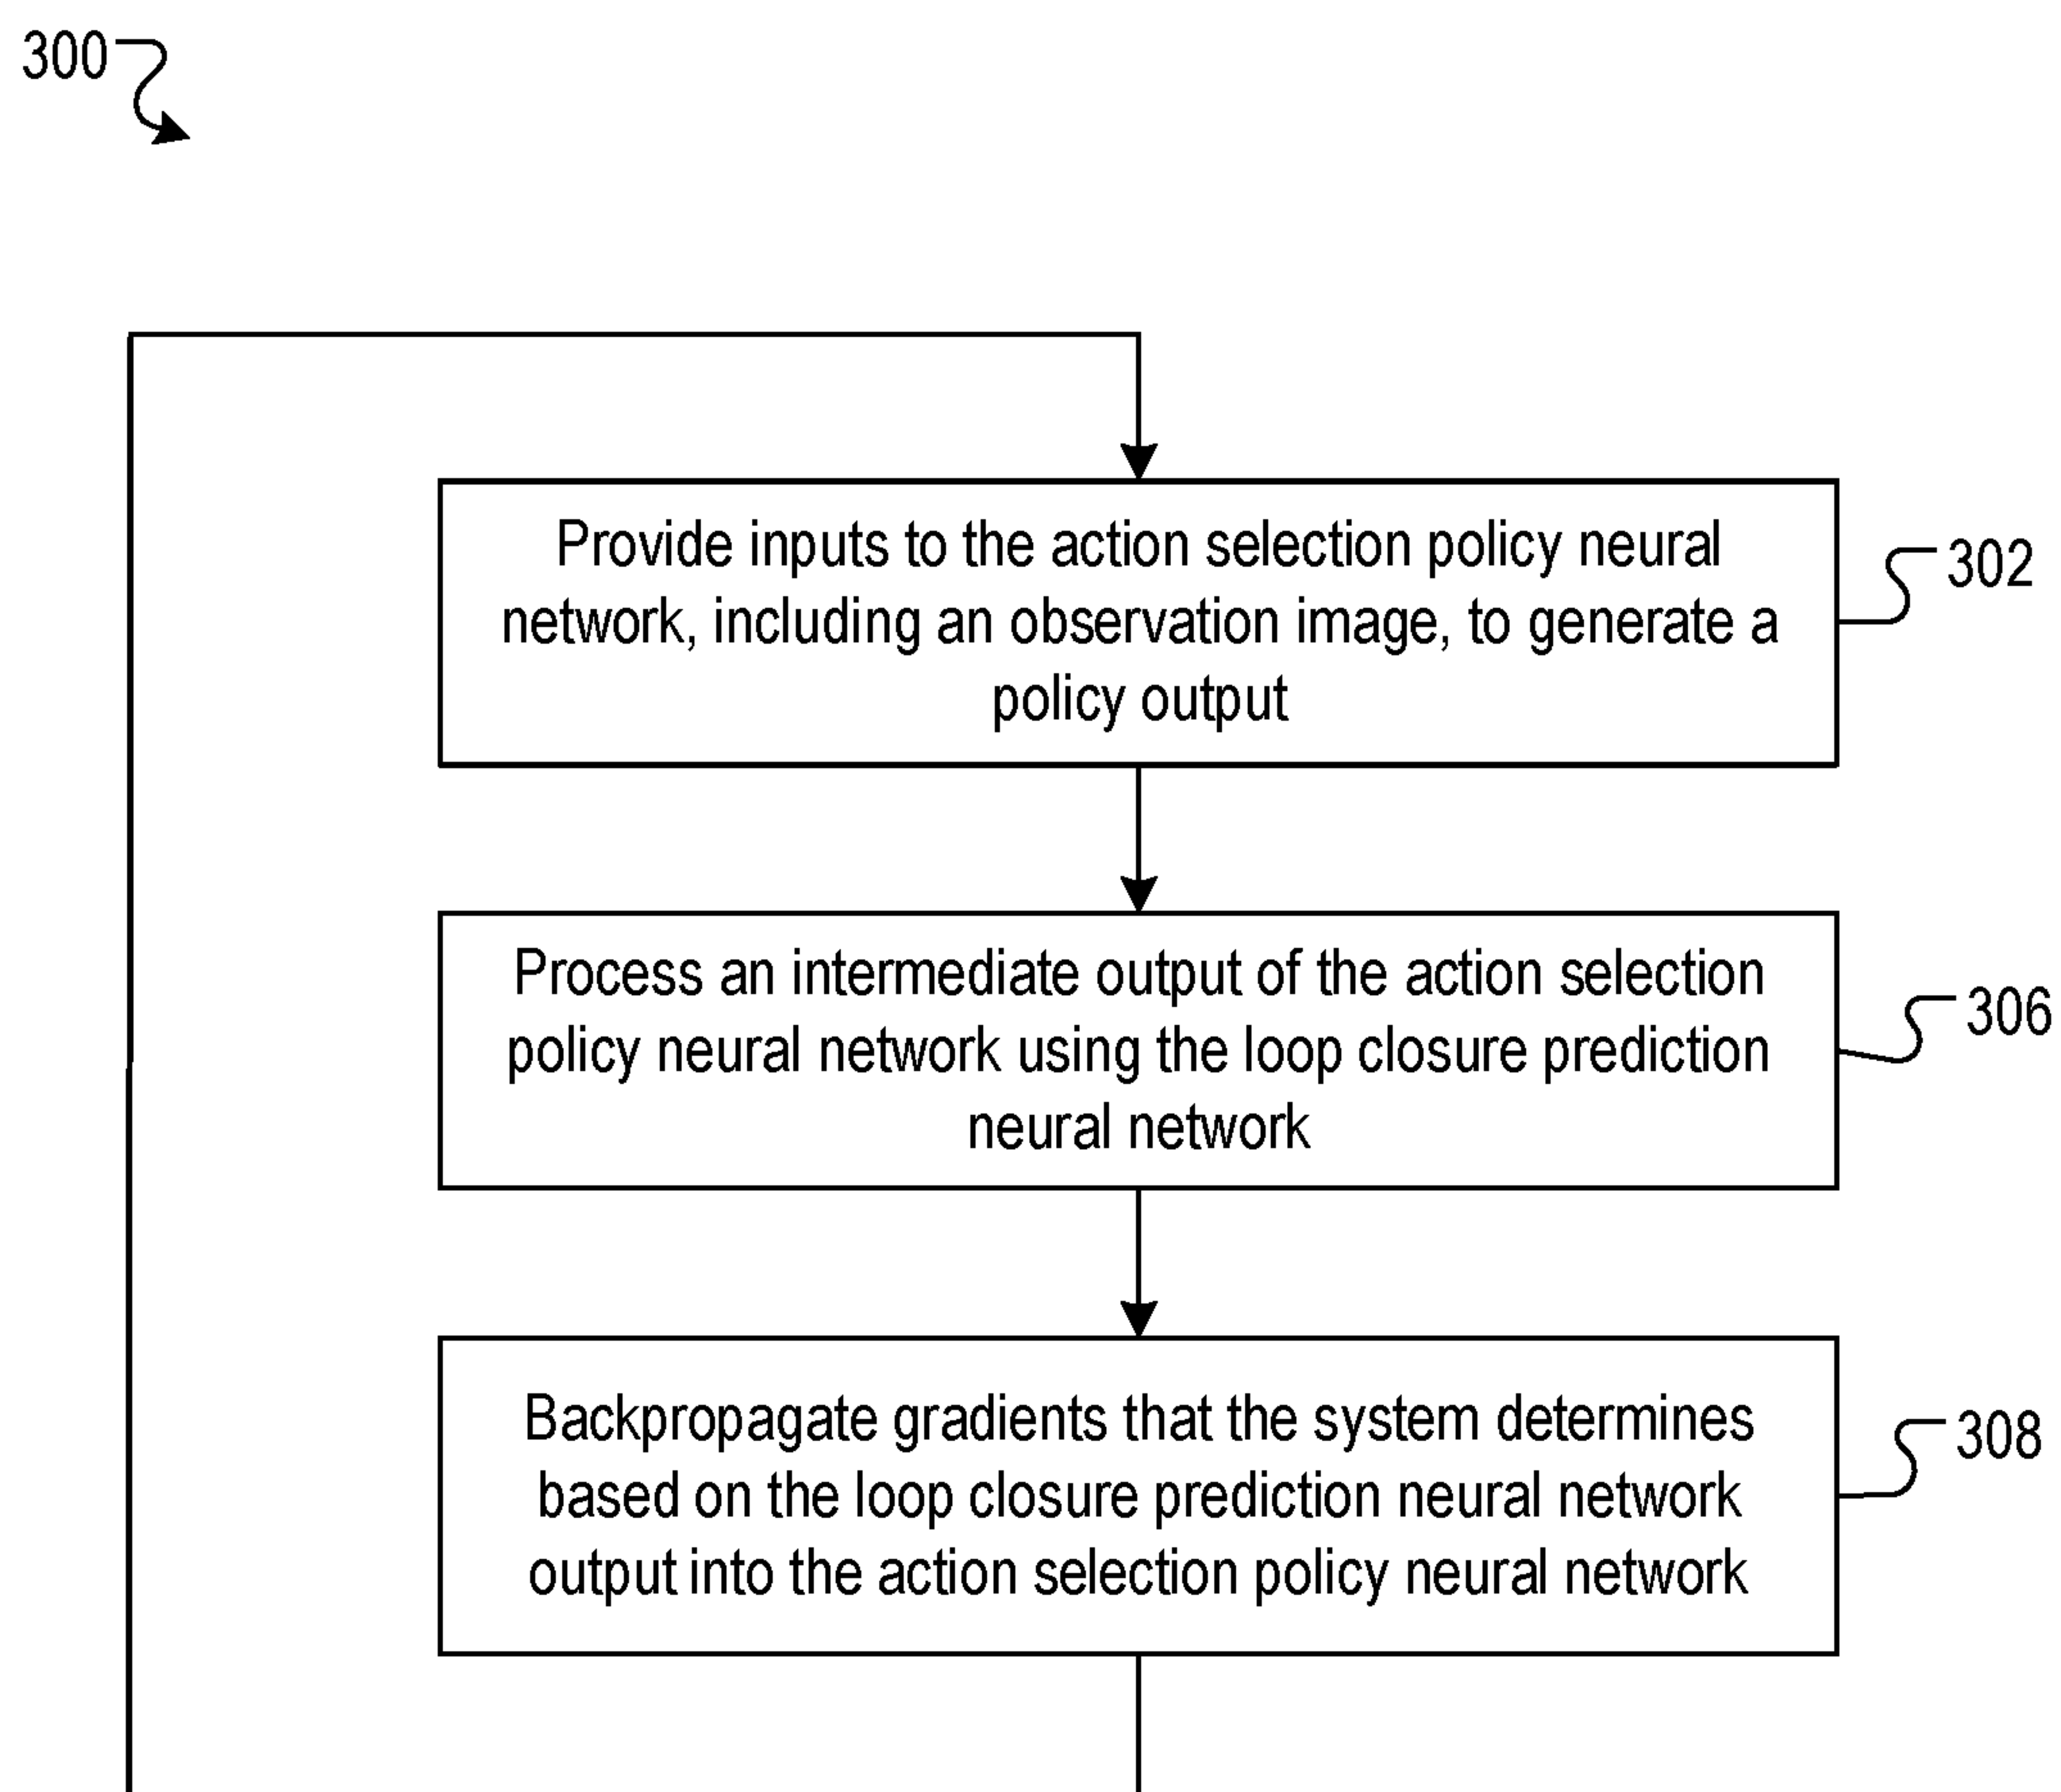 300
Provide inputs to the action selection policy neural
network, including an observation image, to generate a
policy output
302
Process an intermediate output of the action selection
policy neural network using the loop closure prediction
neural network
306
Backpropagate gradients that the system determines
based on the loop closure prediction neural network
output into the action selection policy neural network
308